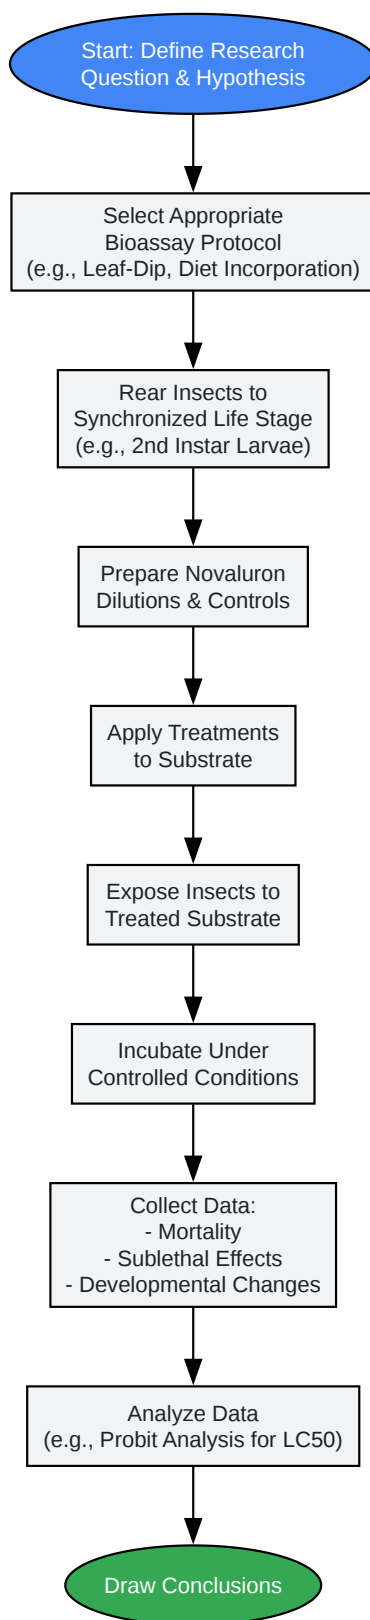 Start: Define Research
Question & Hypothesis
Select Appropriate
Bioassay Protocol
(e.g., Leaf-Dip, Diet Incorporation)
Rear Insects to
Synchronized Life Stage
(e.g., 2nd Instar Larvae)
Prepare Novaluron
Dilutions & Controls
Apply Treatments
to Substrate
Expose Insects to
Treated Substrate
Incubate Under
Controlled Conditions
Collect Data:
- Mortality
- Sublethal Effects
- Developmental Changes
Analyze Data
(e.g., Probit Analysis for LC50)
Draw Conclusions